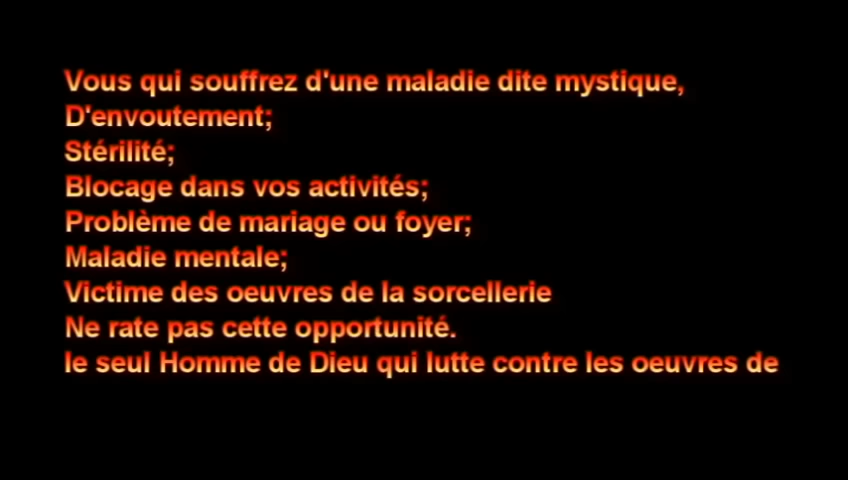 Vous qui souffrez d'une maladie dite mystique,
D'envoutement;
Stérilité;
Blocage dans vos activités;
Problème de mariage ou foyer;
Maladie mentale;
Victime des oeuvres de la sorcellerie
Ne rate pas cette opportunité.
le seul Homme de Dieu qui lutte contre les oeuvres de